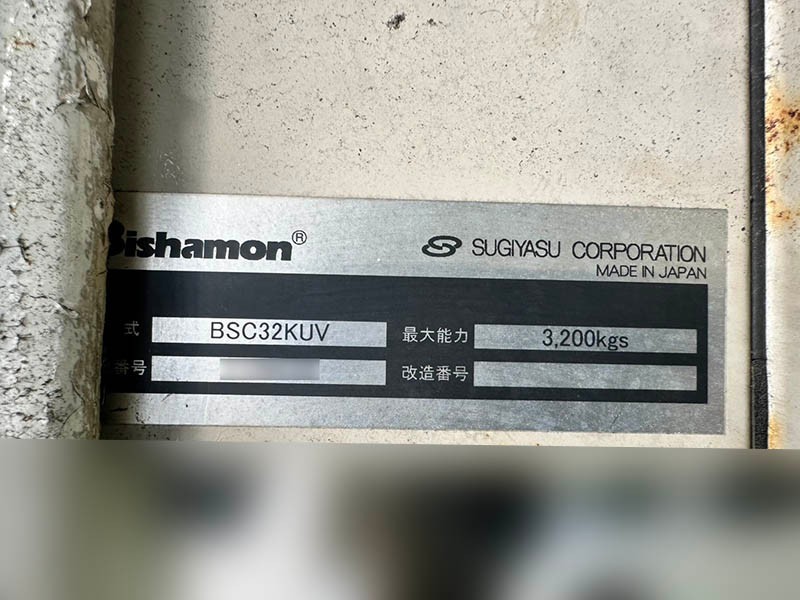 Bishamon®
SUGIYASU CORPORATION
MADE IN JAPAN
式 BSC32KUV 最大能力 3,200kgs
番号 改造番号